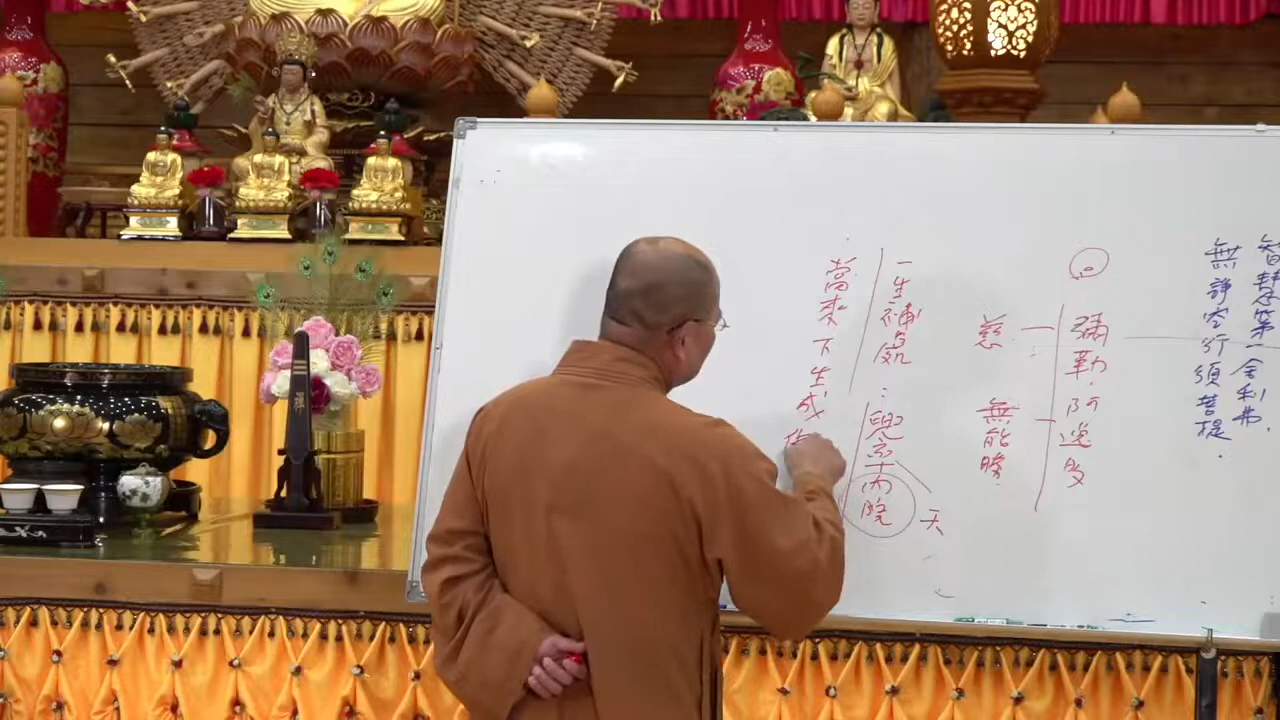 智慧第一舍利弗.
無諍空行須菩提.
彌勒.阿逸多
慈
無能勝
一生補處:兜率內院
天
當來下生成
禪